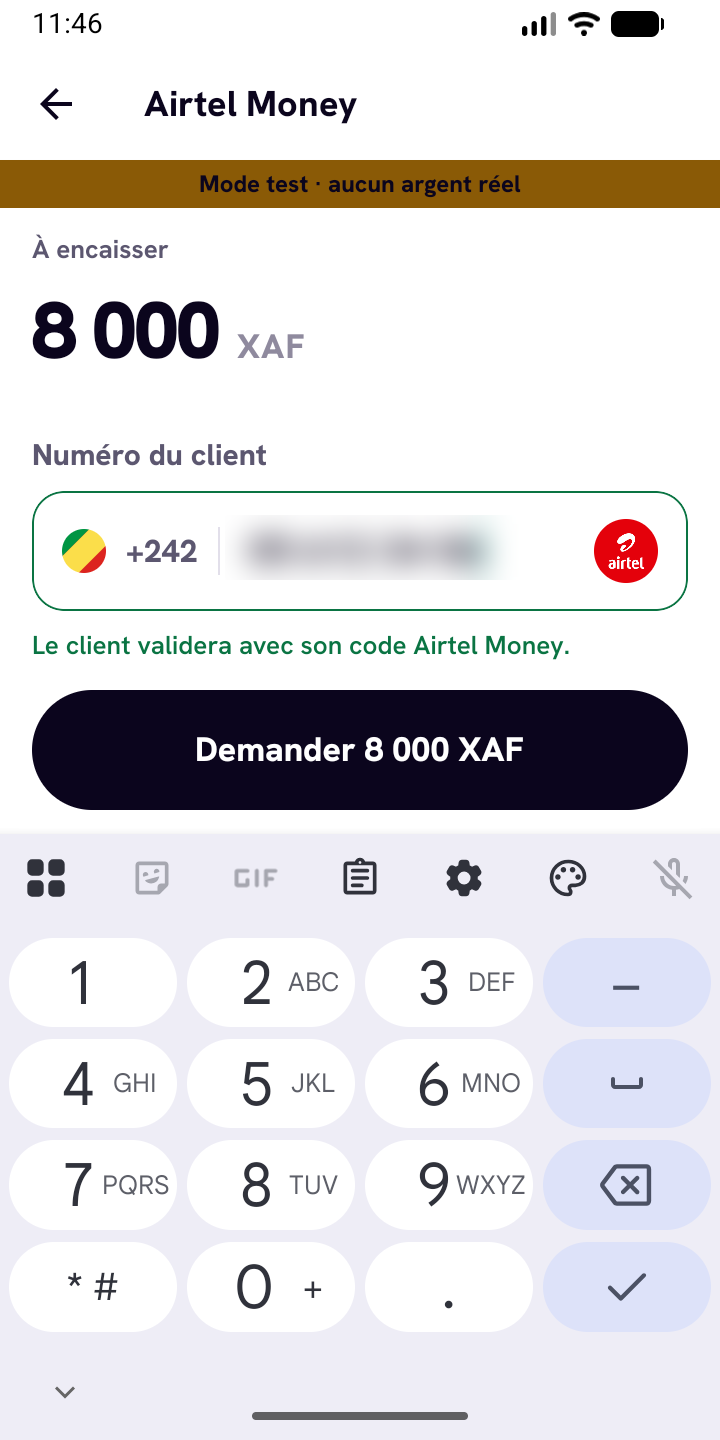 11:46
Airtel Money
Mode test · aucun argent réel
À encaisser
8 000 XAF
Numéro du client
+242
airtel
Le client validera avec son code Airtel Money.
Demander 8 000 XAF
GIF
1
2 ABC
3 DEF
–
4 GHI
5 JKL
6 MNO
7 PQRS
8 TUV
9 WXYZ
* #
0 +
.